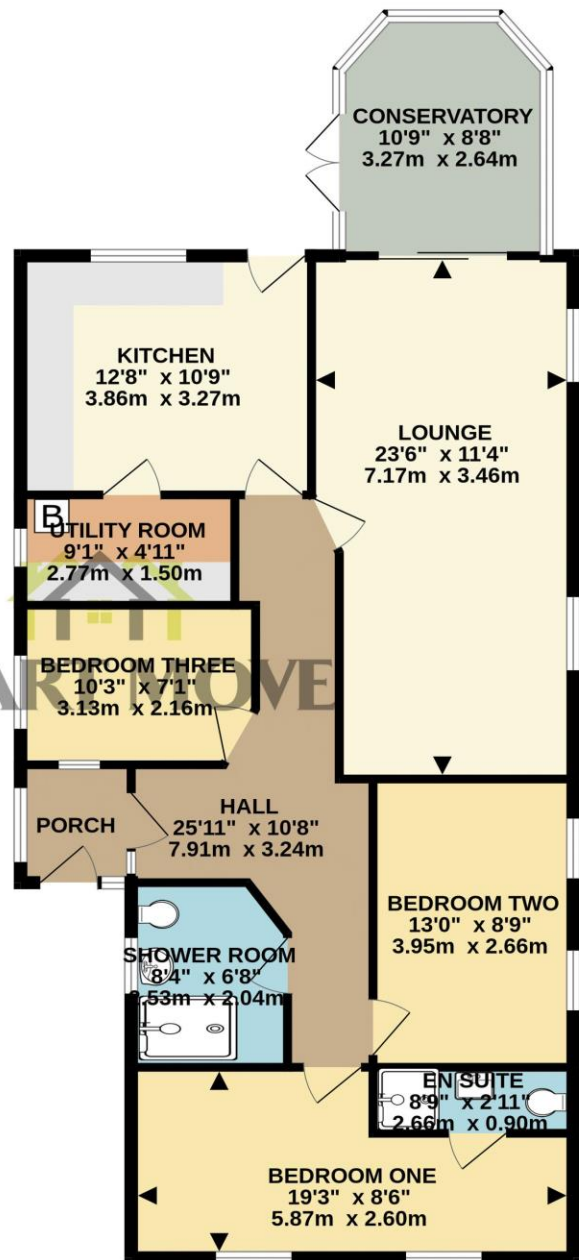 CONSERVATORY
10'9" x 8'8"
3.27m x 2.64m
KITCHEN
12'8" x 10'9"
3.86m x 3.27m
LOUNGE
23'6" x 11'4"
7.17m x 3.46m
B
UTILITY ROOM
9'1" x 4'11"
2.77m x 1.50m
BEDROOM THREE
10'3" x 7'1"
3.13m x 2.16m
ART MOVE
PORCH
HALL
25'11" x 10'8"
7.91m x 3.24m
BEDROOM TWO
13'0" x 8'9"
3.95m x 2.66m
SHOWER ROOM
8'4" x 6'8"
2.53m x 2.04m
EN SUITE
8'9" x 2'11"
2.66m x 0.90m
BEDROOM ONE
19'3" x 8'6"
5.87m x 2.60m